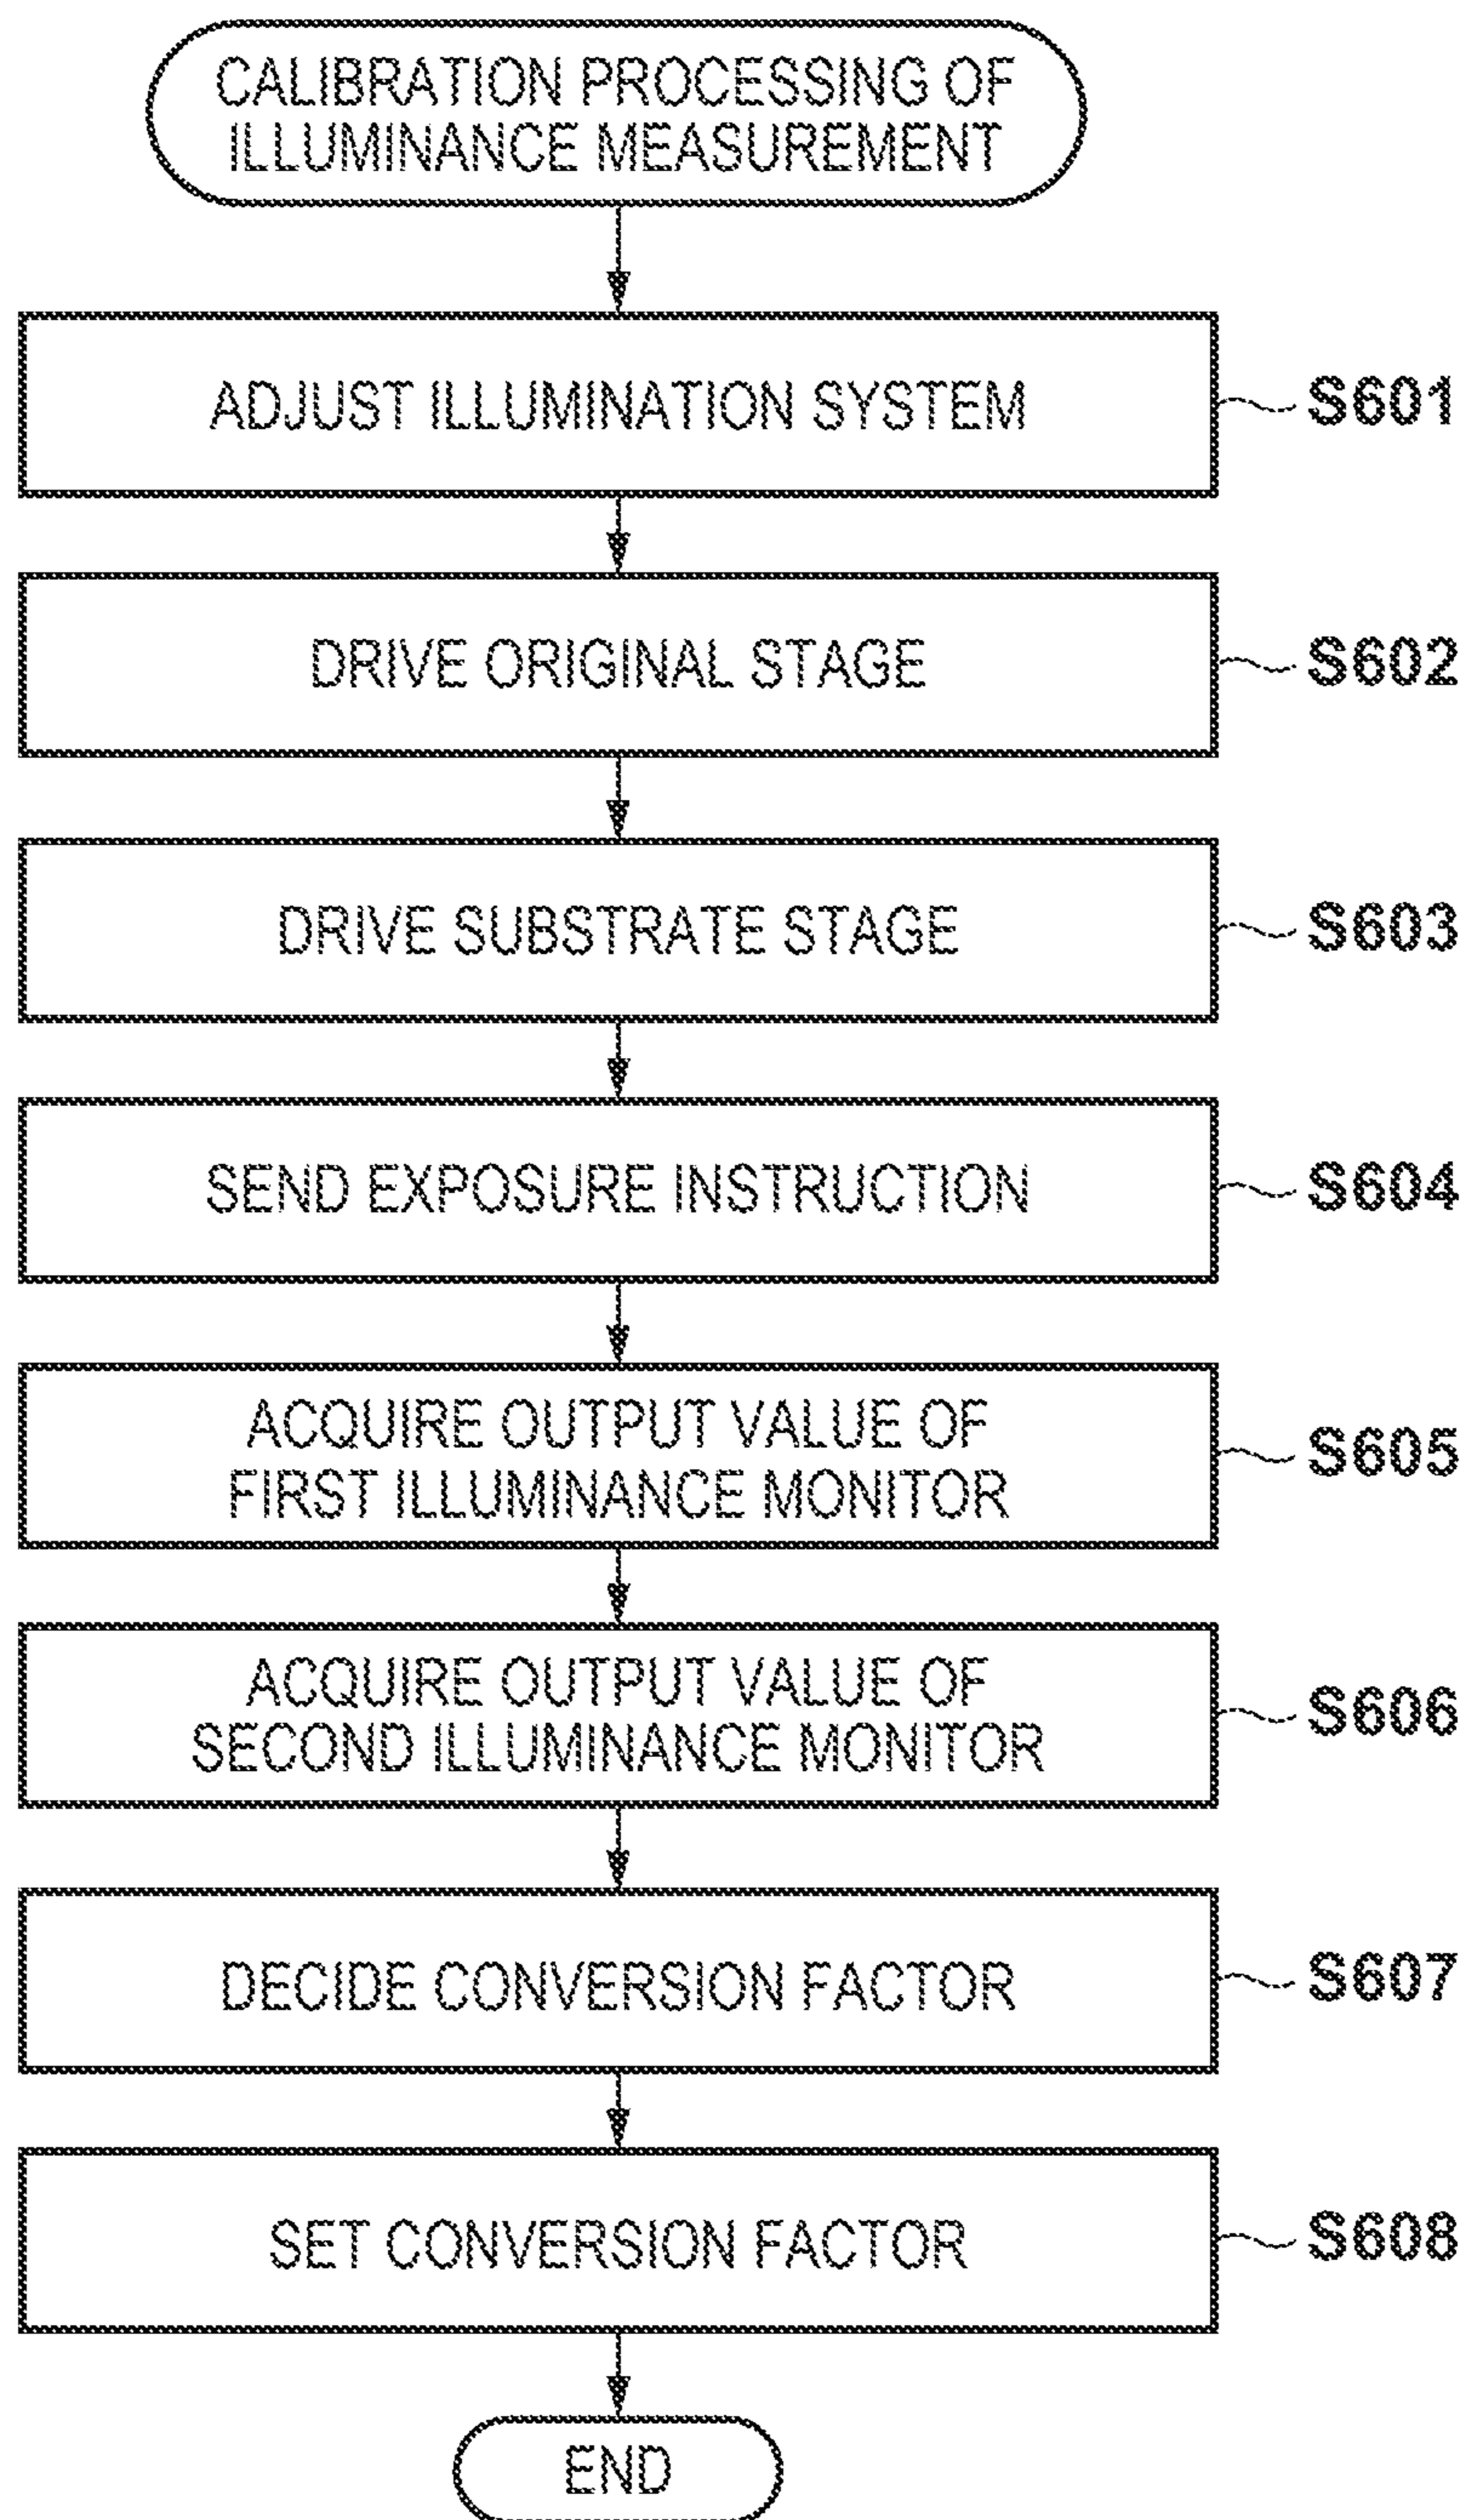 CALIBRATION PROCESSING OF
ILLUMINANCE MEASUREMENT
ADJUST ILLUMINATION SYSTEM
S601
DRIVE ORIGINAL STAGE
S602
DRIVE SUBSTRATE STAGE
S603
SEND EXPOSURE INSTRUCTION
S604
ACQUIRE OUTPUT VALUE OF
FIRST ILLUMINANCE MONITOR
S605
ACQUIRE OUTPUT VALUE OF
SECOND ILLUMINANCE MONITOR
S606
DECIDE CONVERSION FACTOR
S607
SET CONVERSION FACTOR
S608
END